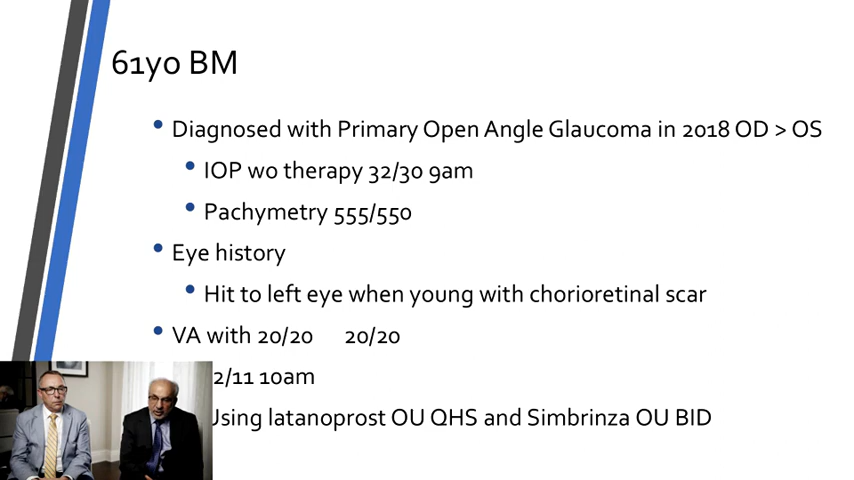 61yo BM
• Diagnosed with Primary Open Angle Glaucoma in 2018 OD > OS
• IOP wo therapy 32/30 9am
• Pachymetry 555/550
• Eye history
• Hit to left eye when young with chorioretinal scar
• VA with 20/20 20/20
2/11 10am
Using latanoprost OU QHS and Simbrinza OU BID